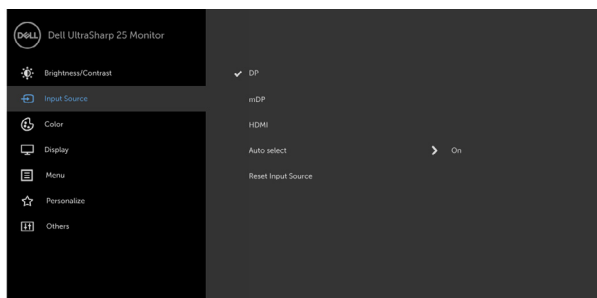 DELL Dell UltraSharp 25 Monitor
Brightness/Contrast
Input Source
Color
Display
Menu
Personalize
Others
DP
mDP
HDMI
Auto select On
Reset Input Source